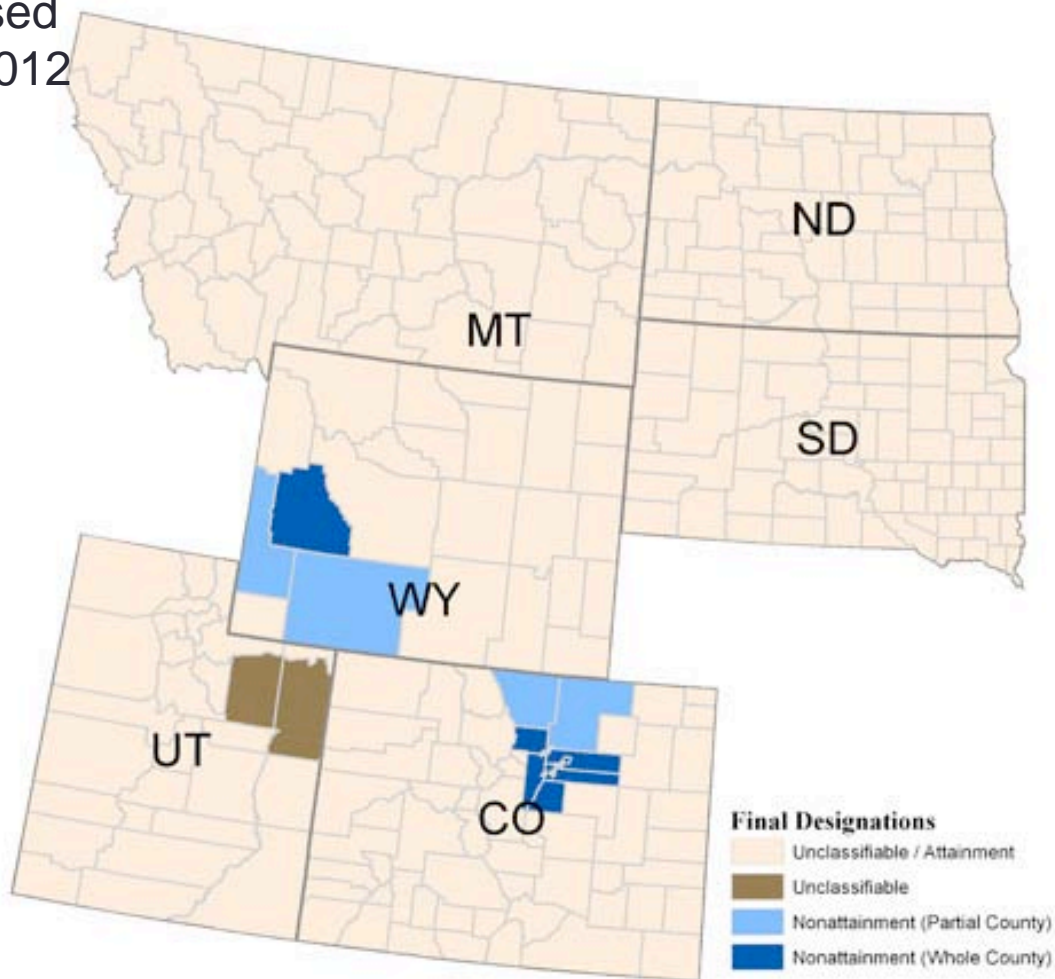 sed
012
MT
ND
SD
WY
UT
CO
Final Designations
Unclassifiable / Attainment
Unclassifiable
Nonattainment (Partial County)
Nonattainment (Whole County)